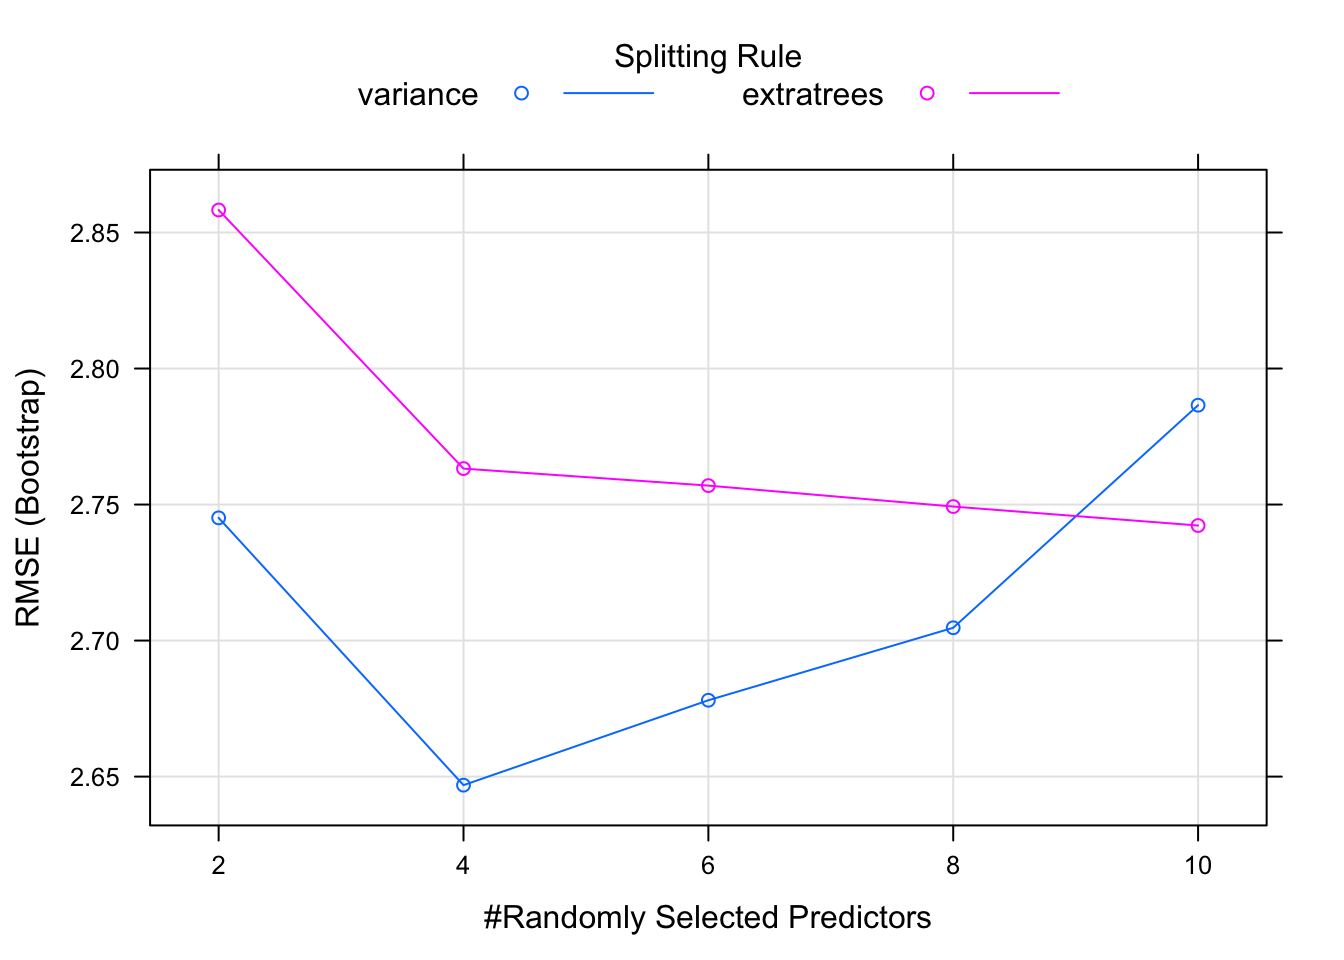 Splitting Rule
variance extratrees
2.85
2.80
2.75
2.70
2.65
RMSE (Bootstrap)
2 4 6 8 10
#Randomly Selected Predictors